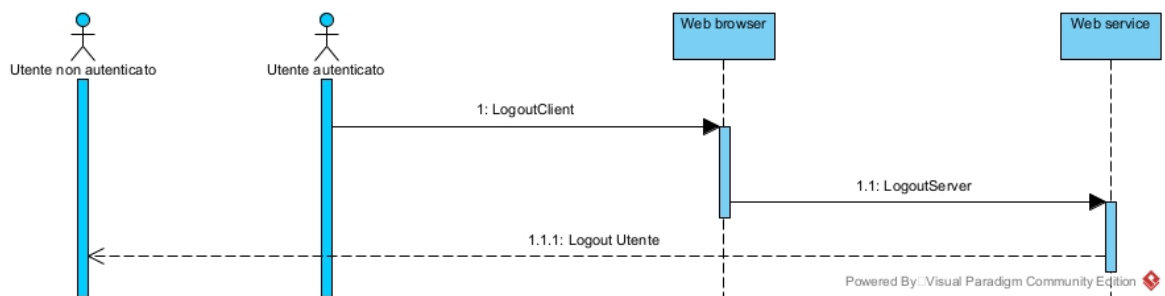 Web browser
Web service
Utente non autenticato
Utente autenticato
1: LogoutClient
1.1: LogoutServer
1.1.1: Logout Utente
Powered By Visual Paradigm Community Edition